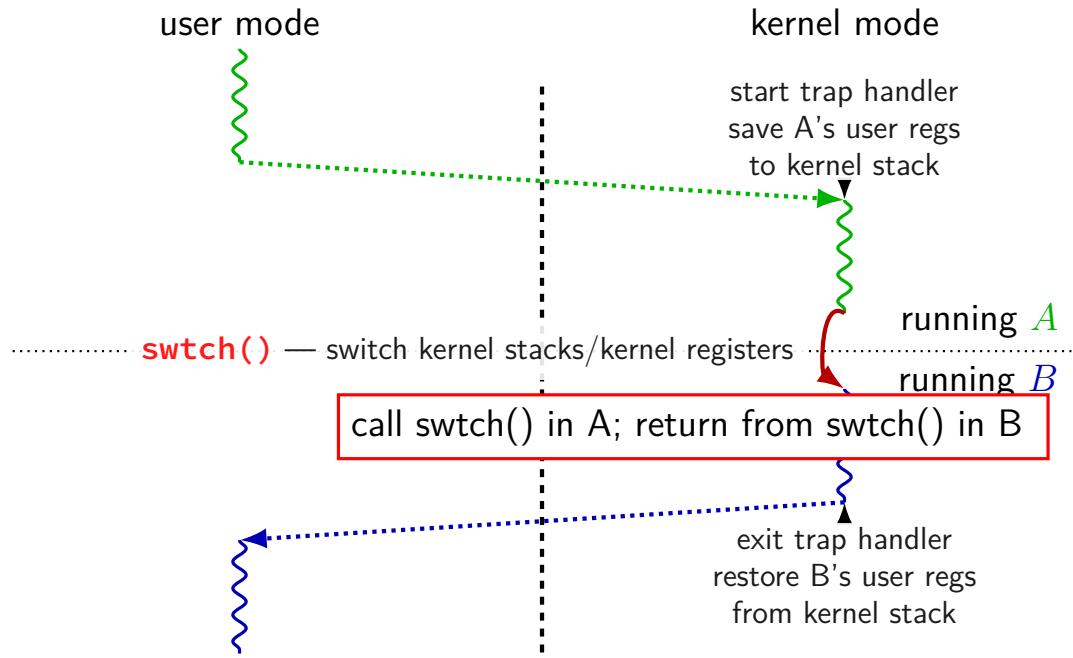 user mode
kernel mode
start trap handler
save A's user regs
to kernel stack
running A
swtch() — switch kernel stacks/kernel registers
running B
call swtch() in A; return from swtch() in B
exit trap handler
restore B's user regs
from kernel stack